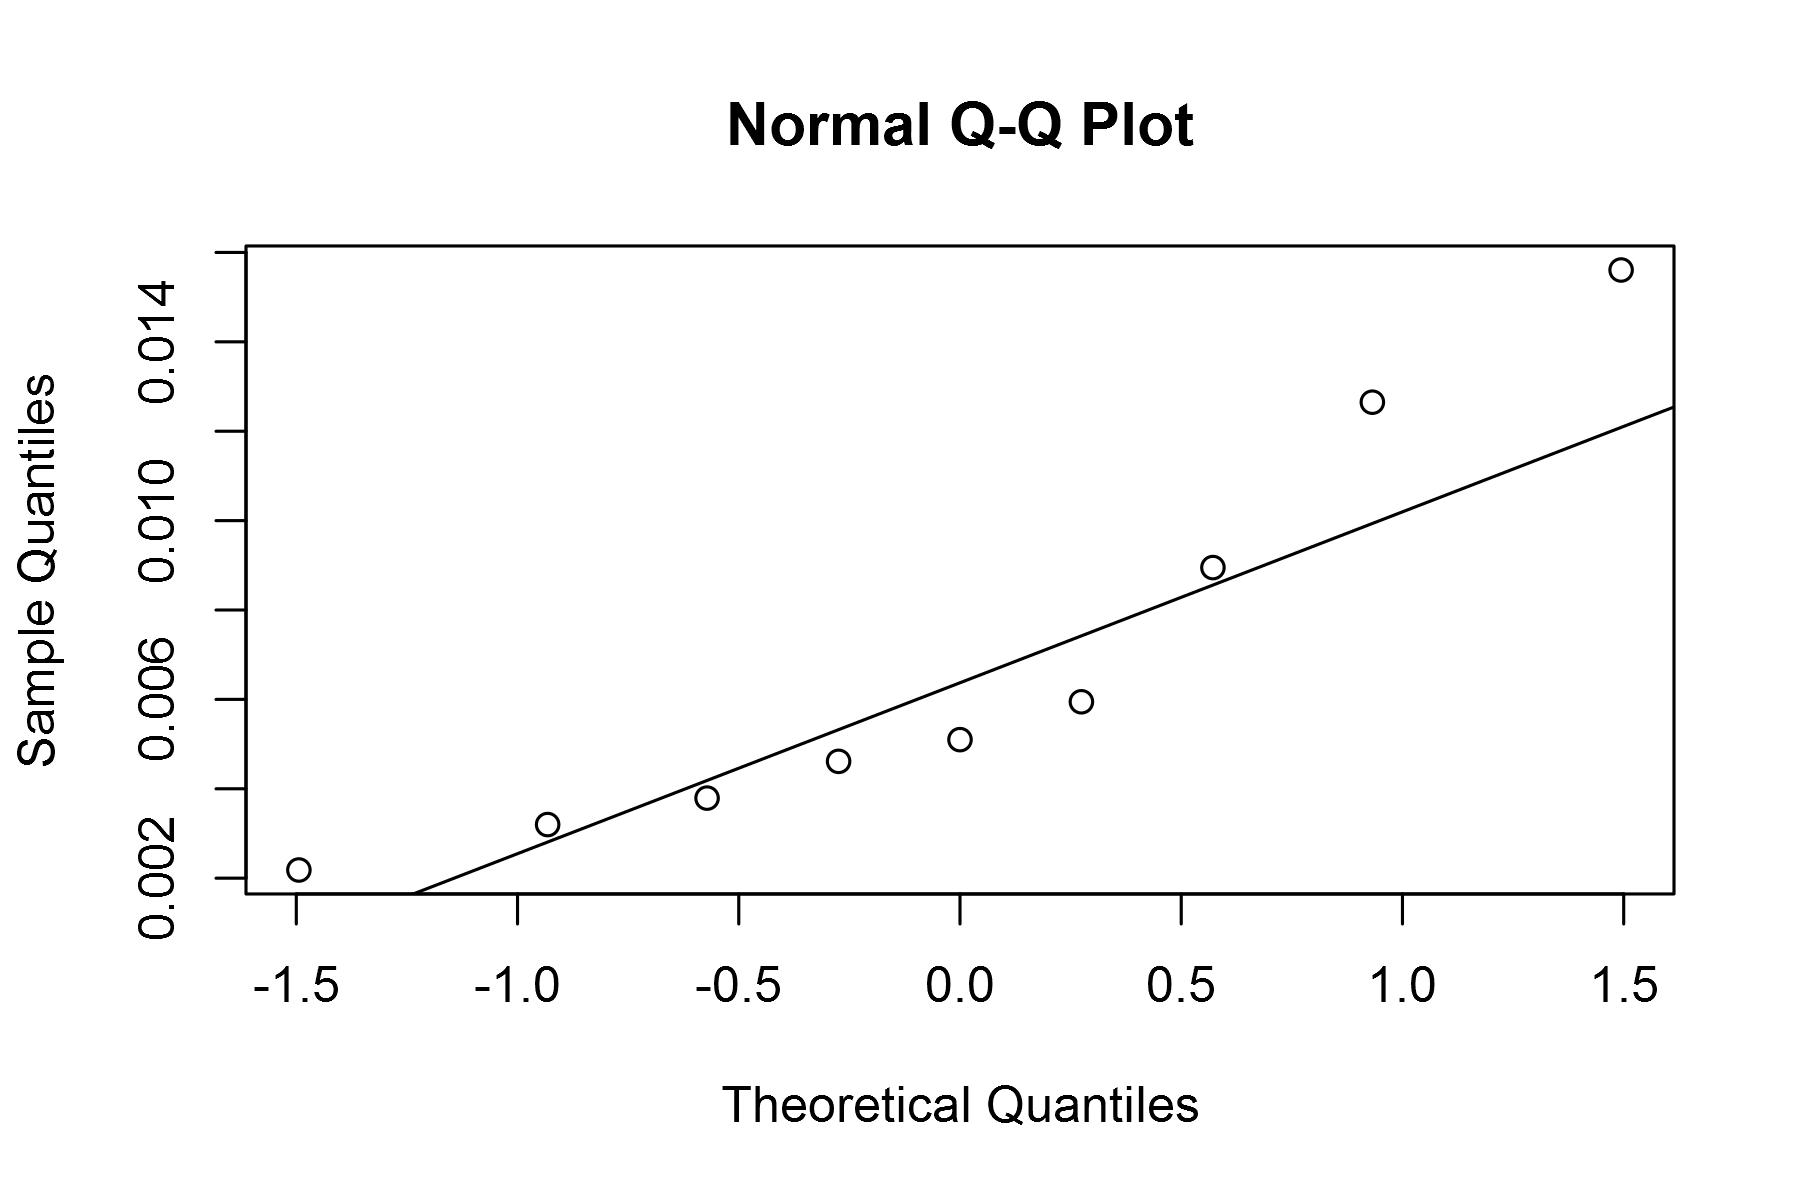 Normal Q-Q Plot
Sample Quantiles
0.014
0.010
0.006
0.002
-1.5 -1.0 -0.5 0.0 0.5 1.0 1.5
Theoretical Quantiles